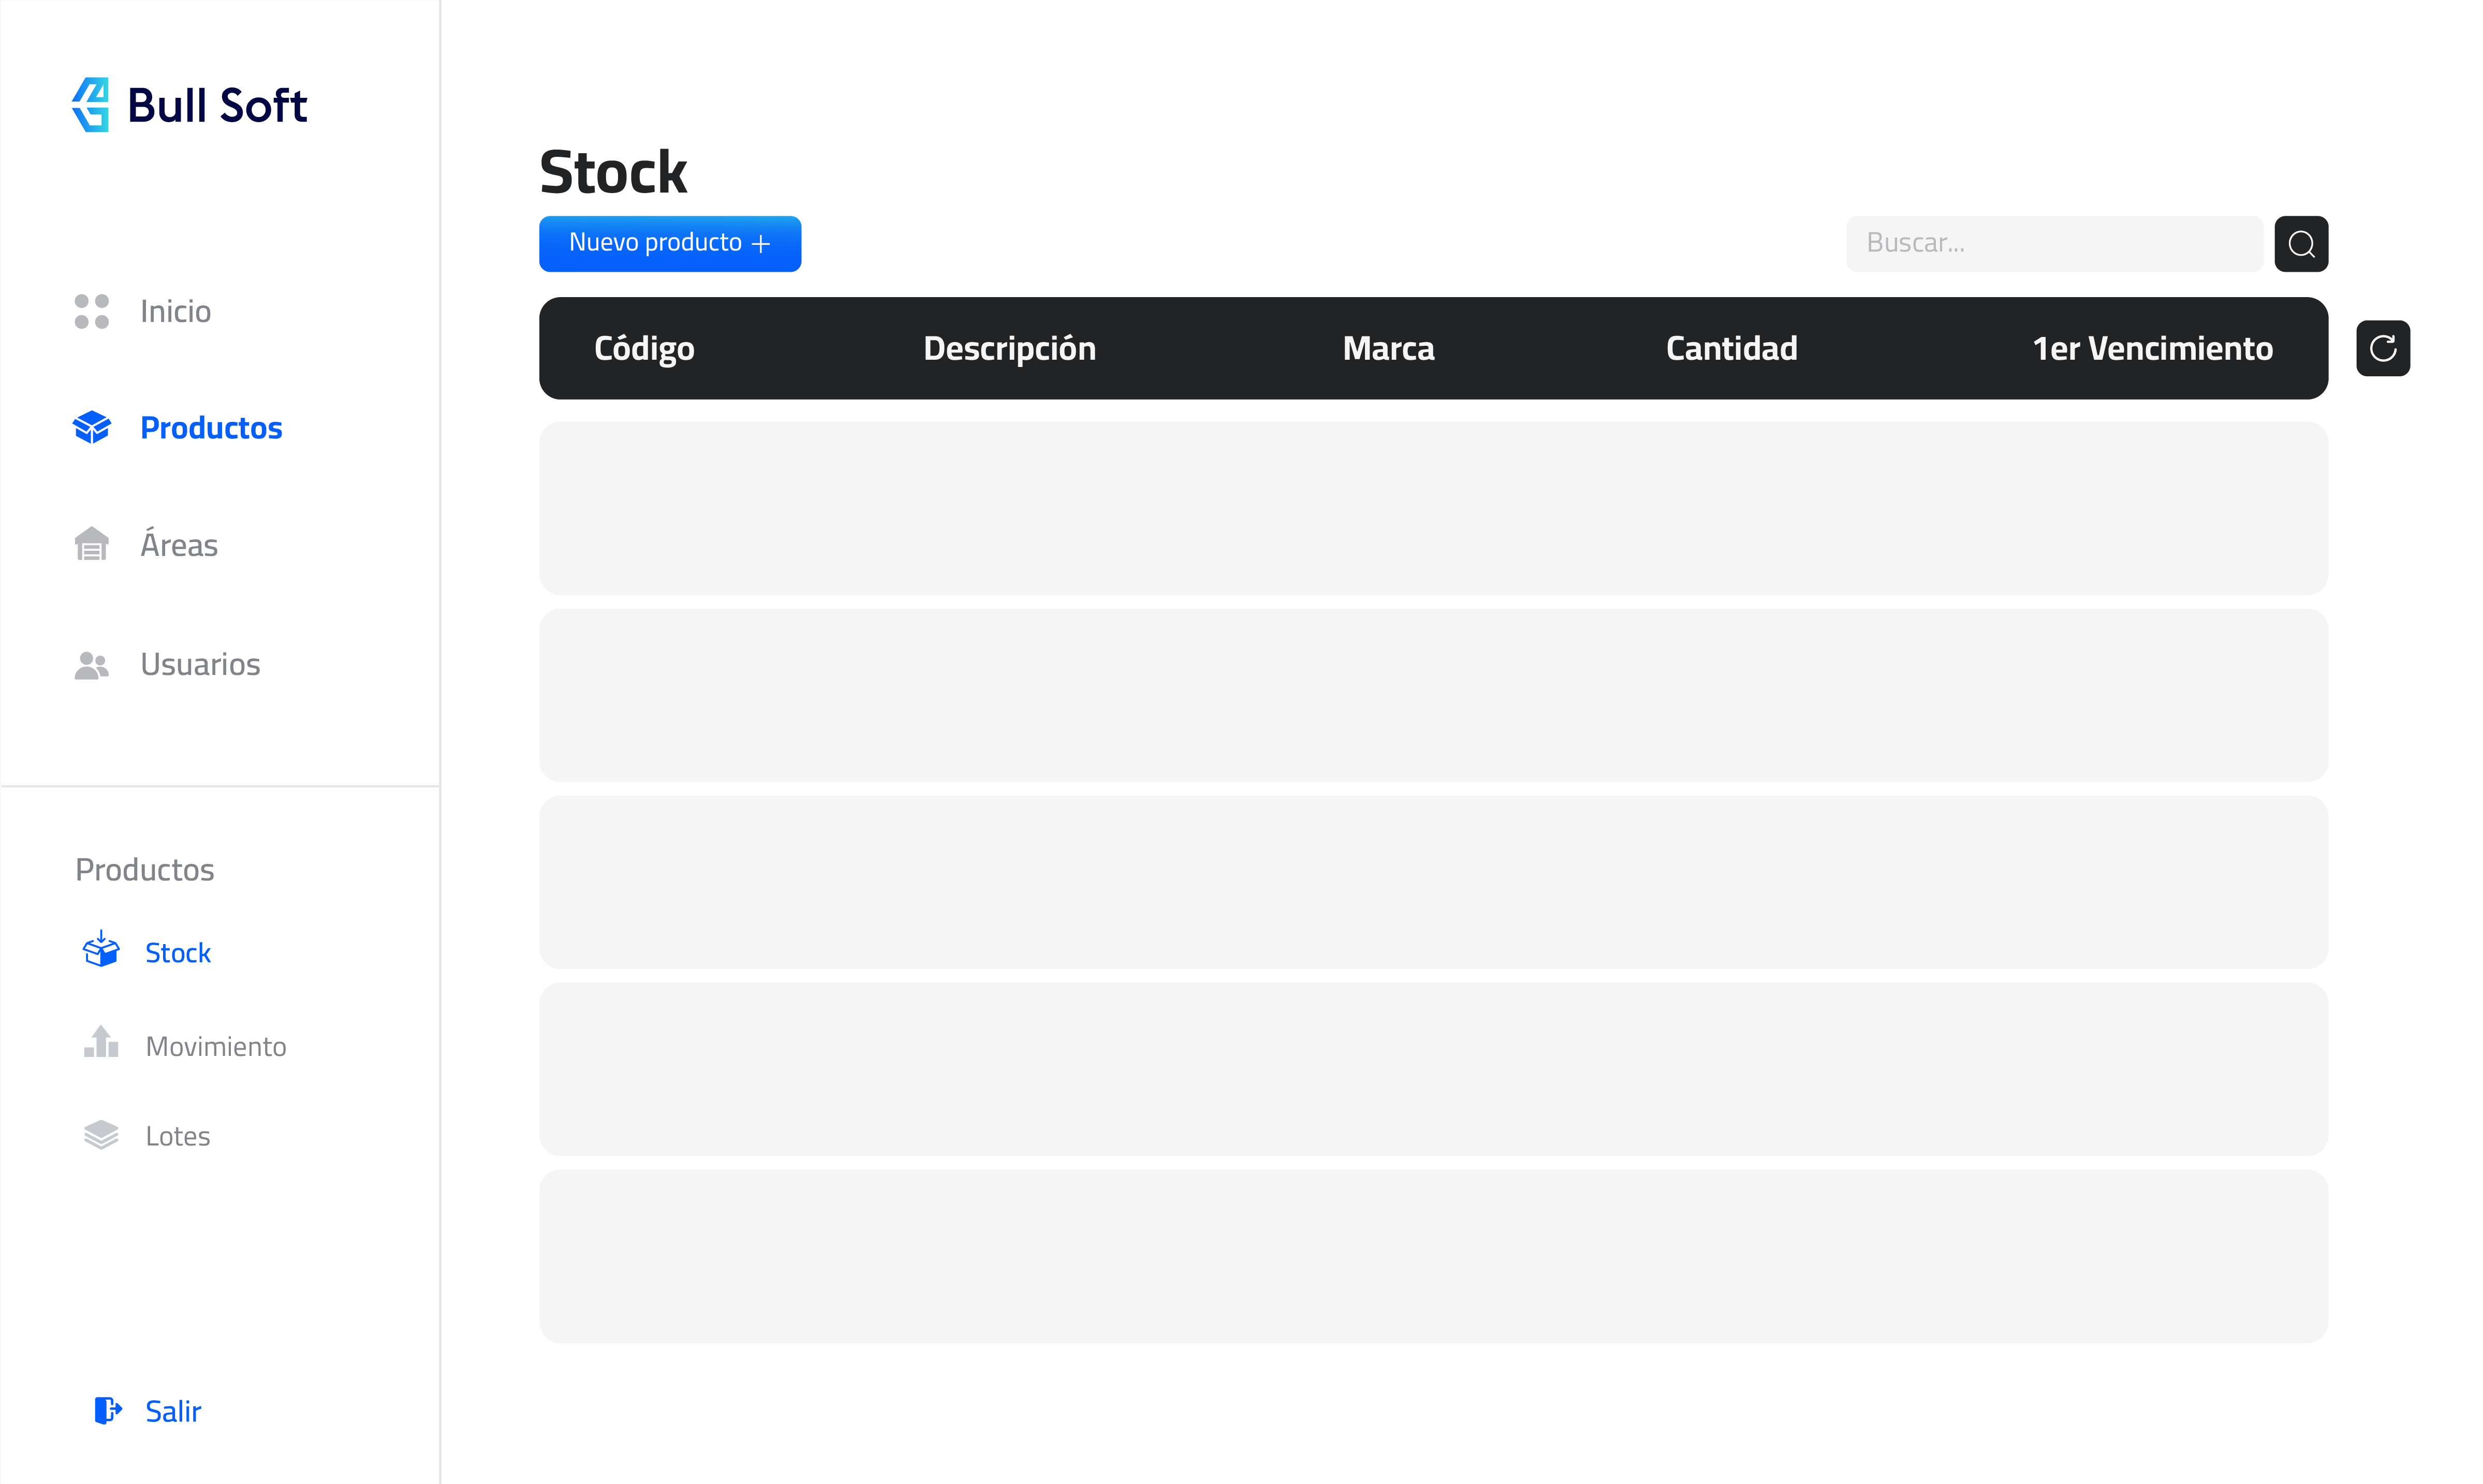 Bull Soft
Inicio
Productos
Áreas
Usuarios
Productos
Stock
Movimiento
Lotes
Salir
Stock
Nuevo producto +
Buscar...
Código Descripción Marca Cantidad 1er Vencimiento